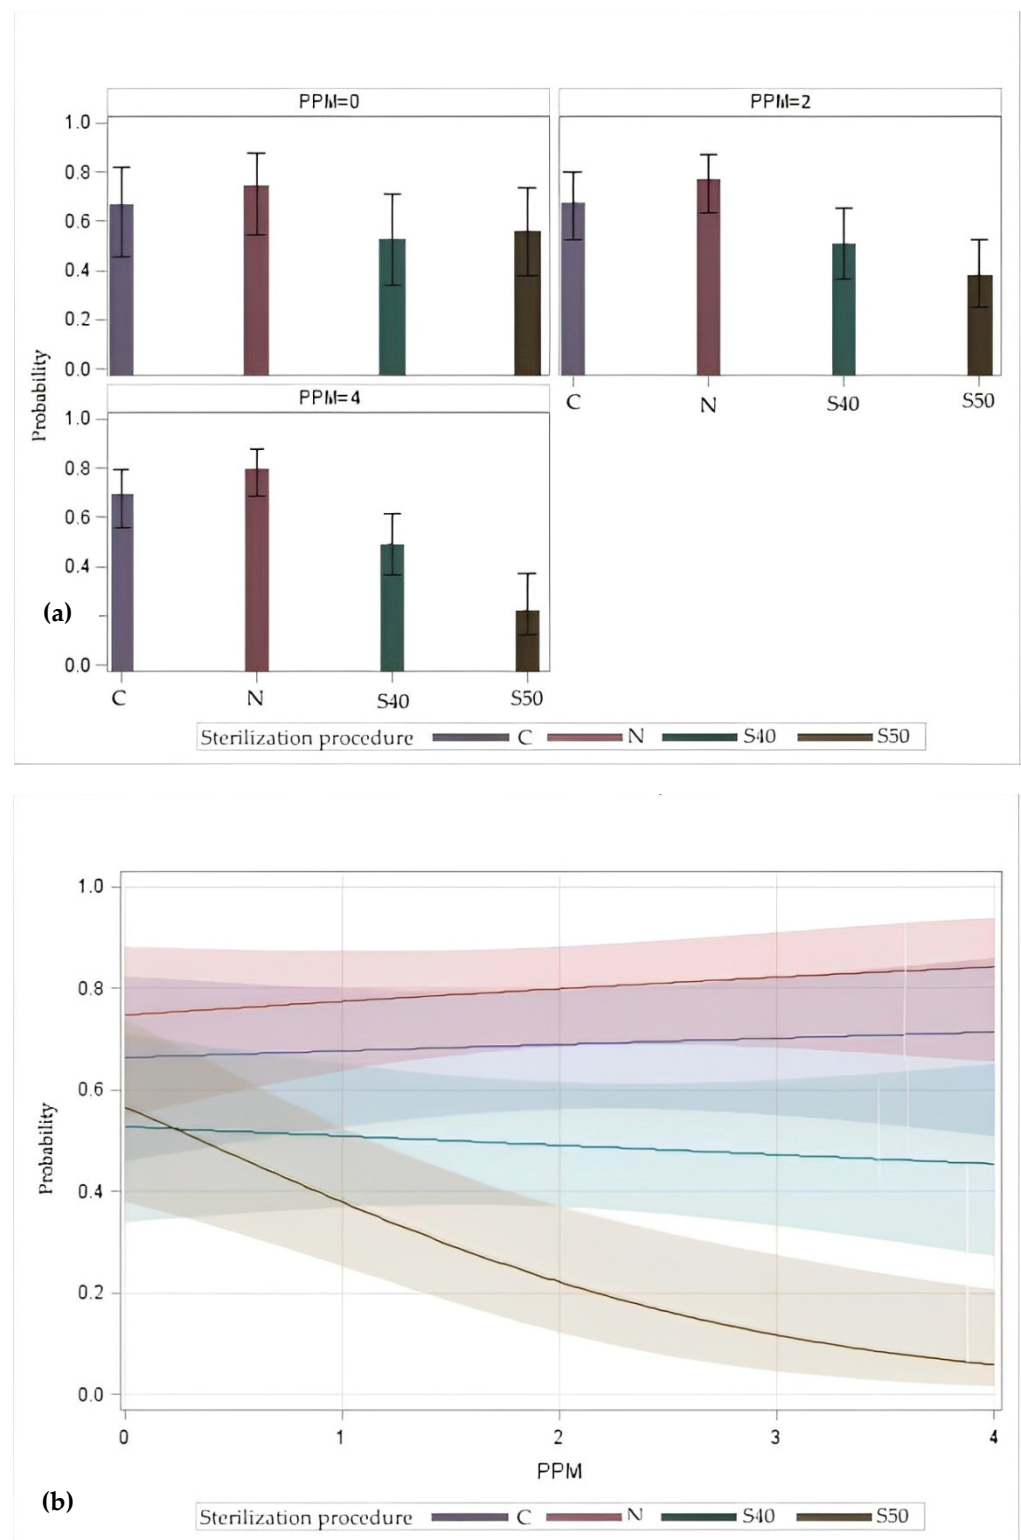 PPM=0
PPM=2
1.0
0.8
0.6
0.4
0.2
0.0
C
N
S40
S50
Probability
PPM=4
1.0
0.8
0.6
0.4
0.0
(a)
C
N
S40
S50
Sterilization procedure C N S40 S50
1.0
0.8
0.6
0.4
0.2
0.0
Probability
0 1 2 3 4
PPM
(b)
Sterilization procedure C N S40 S50